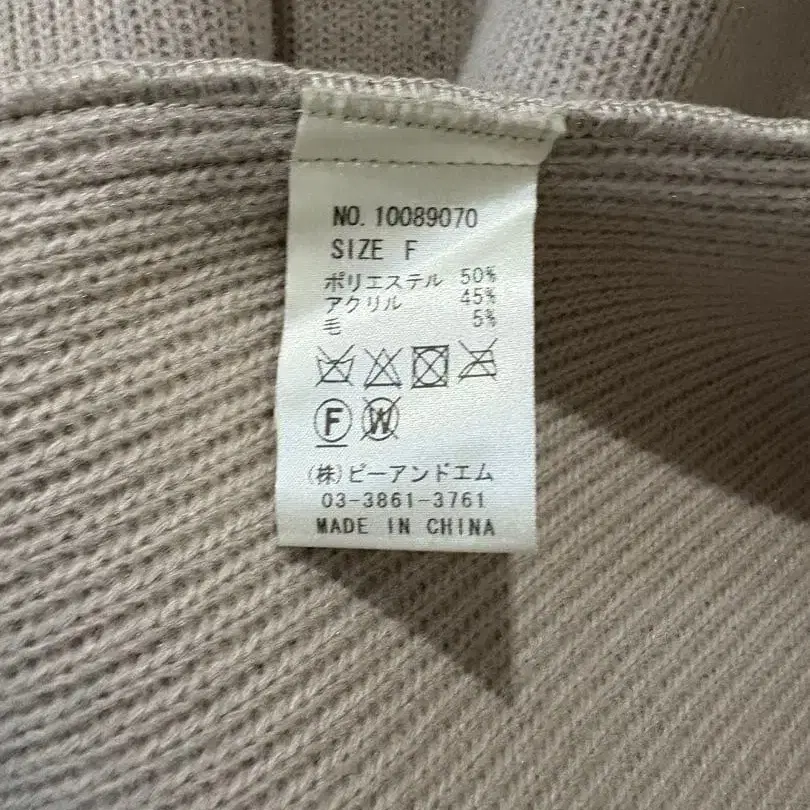 NO. 10089070
SIZE F
ポリエステル 50%
アクリル 45%
毛 5%
F W
(株)ピーアンドエム
03-3861-3761
MADE IN CHINA